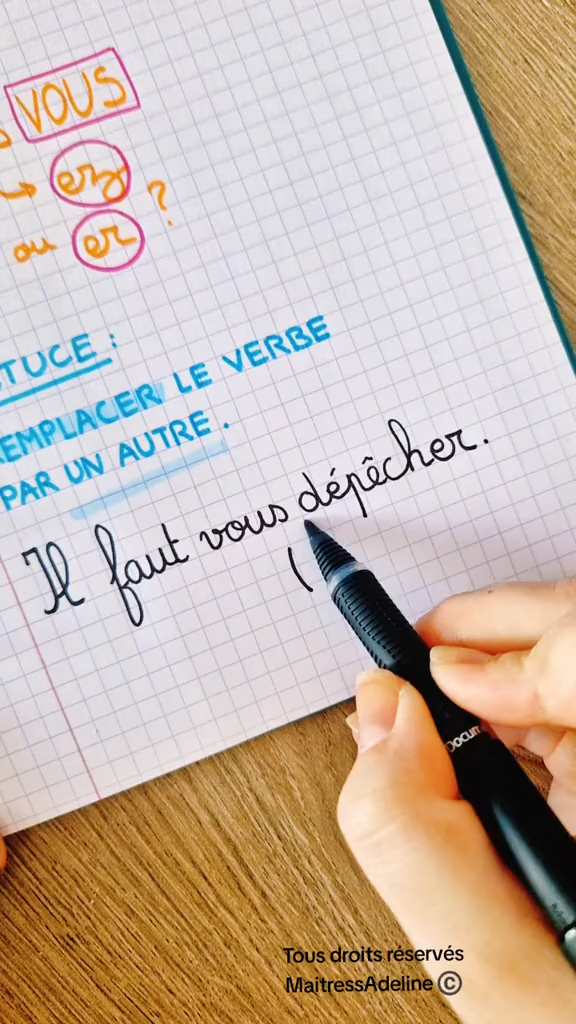 VOUS
→ ez
ou er ?
TUCE :
EMPLACER LE VERBE
PAR UN AUTRE.
Il faut vous dépêcher.
(
Tous droits réservés
MaitressAdeline ©